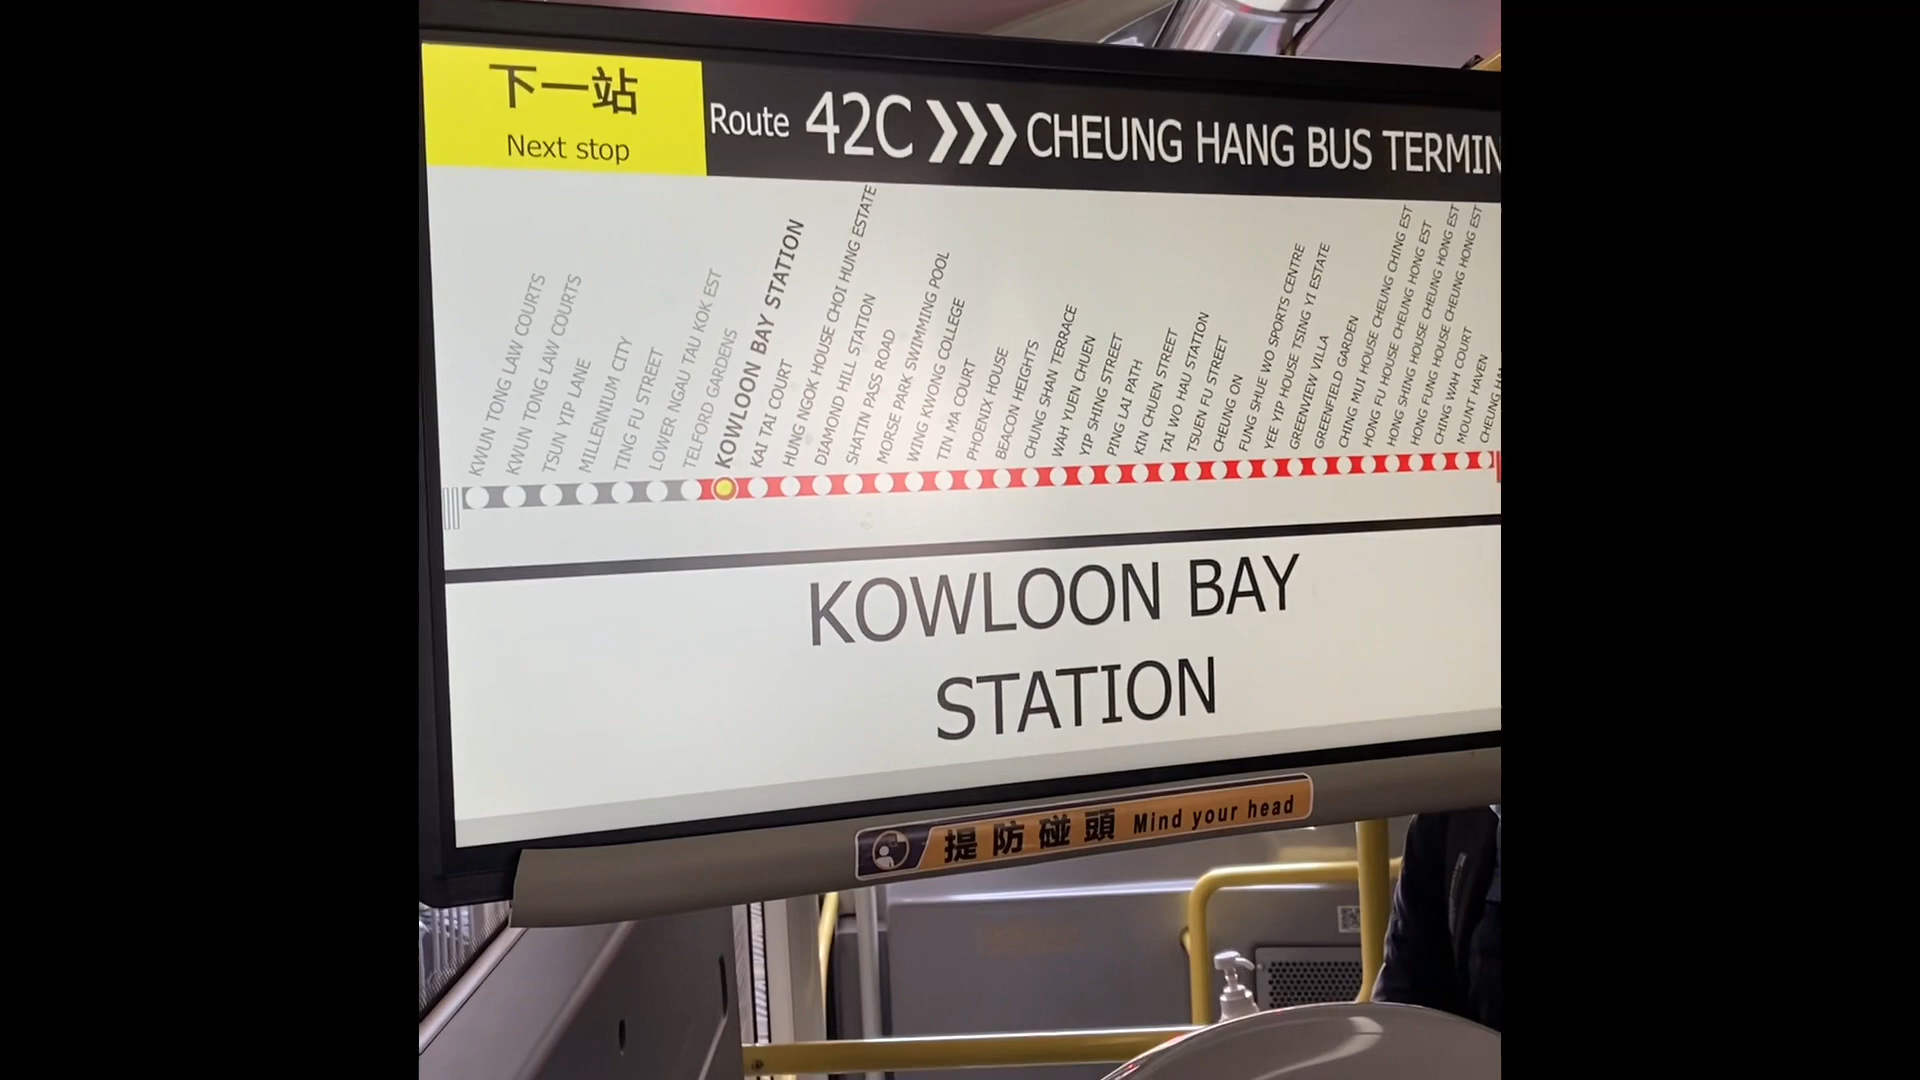 下一站
Next stop
Route 42C
CHEUNG HANG BUS
KWUN TONG LAW COURTS
KWUN TONG LAW COURTS
TSUN YIP LANE
MILLENNIUM CITY
TING FU STREET
LOWER NGAU TAU KOK EST
TELFORD GARDENS
KOWLOON BAY STATION
KAI TAI COURT
HUNG NGOK HOUSE CHOI HUNG ESTATE
DIAMOND HILL STATION
SHATIN PASS ROAD
MORSE PARK SWIMMING POOL
WING KWONG COLLEGE
TIN MA COURT
PHOENIX HOUSE
BEACON HEIGHTS
CHUNG SHAN TERRACE
WAH YUEN CHUEN
YIP SHING STREET
PING LAI PATH
KIN CHUEN STREET
TAI WO HAU STATION
TSUEN FU STREET
CHEUNG ON
FUNG SHUE WO SPORTS CENTRE
YEE YIP HOUSE TSING YI ESTATE
GREENVIEW VILLA
GREENFIELD GARDEN
CHING MUI HOUSE CHEUNG CHING EST
HONG FU HOUSE CHEUNG HONG EST
HONG SHING HOUSE CHEUNG HONG EST
HONG FUNG HOUSE CHEUNG HONG EST
CHING WAH COURT
MOUNT HAVEN
CHEUNG
KOWLOON BAY
STATION
提防碰頭 Mind your head